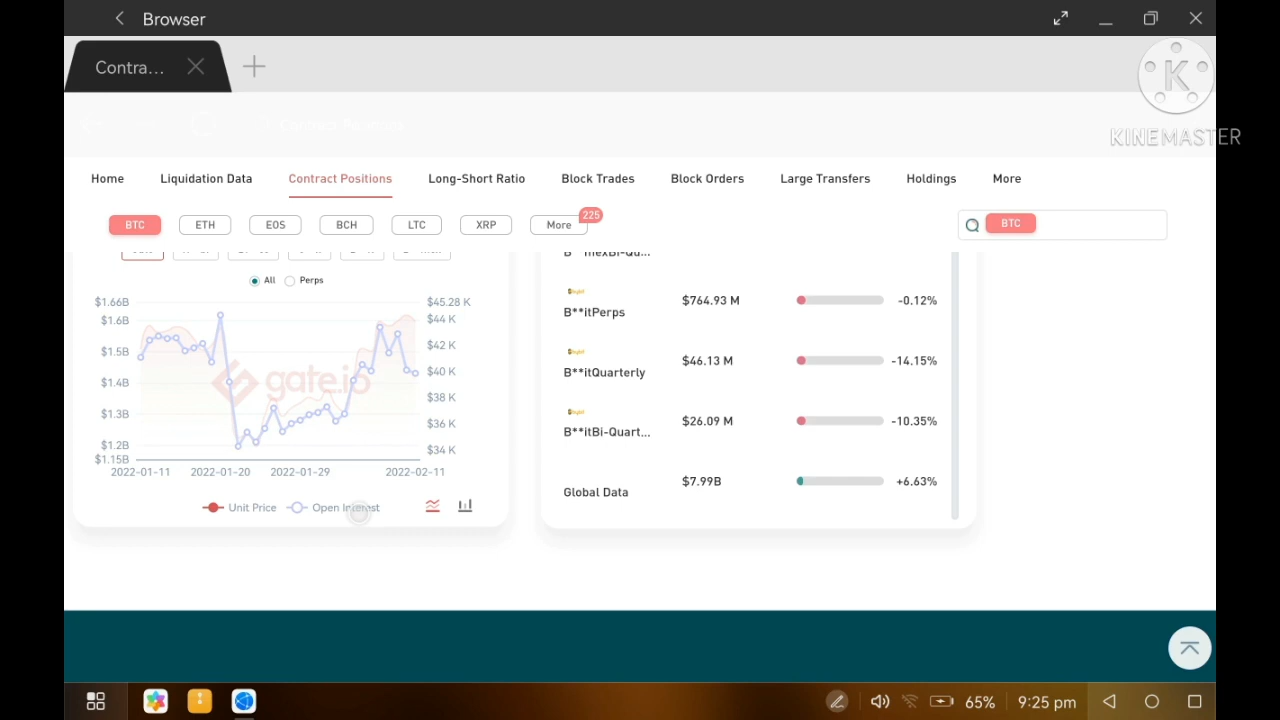 Browser
Contra...
K
KINEMASTER
Home Liquidation Data Contract Positions Long-Short Ratio Block Trades Block Orders Large Transfers Holdings More
BTC ETH EOS BCH LTC XRP More 225 BTC
All Perps
$1.66B $45.28 K
$1.6B $44 K
$1.5B $42 K
$1.4B $40 K
$1.3B $38 K
$36 K
$1.2B $34 K
$1.15B
gate.io
2022-01-11 2022-01-20 2022-01-29 2022-02-11
Unit Price Open Interest
B**itPerps $764.93 M -0.12%
B**itQuarterly $46.13 M -14.15%
B**itBi-Quart... $26.09 M -10.35%
Global Data $7.99B +6.63%
65% 9:25 pm